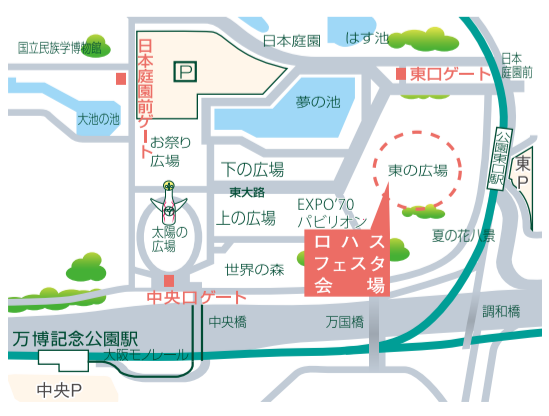 国立民族学博物館
日本庭園前ゲート
P
日本庭園
はす池
日本
庭園前
東口ゲート
大池の池
夢の池
お祭り
広場
公園東口駅
東
P
下の広場
東の広場
東大路
EXPO'70
パビリオン
上の広場
太陽の
広場
夏の花八景
ロハス
フェスタ
会場
世界の森
中央口ゲート
中央橋
万国橋
調和橋
万博記念公園駅
大阪モノレール
中央P